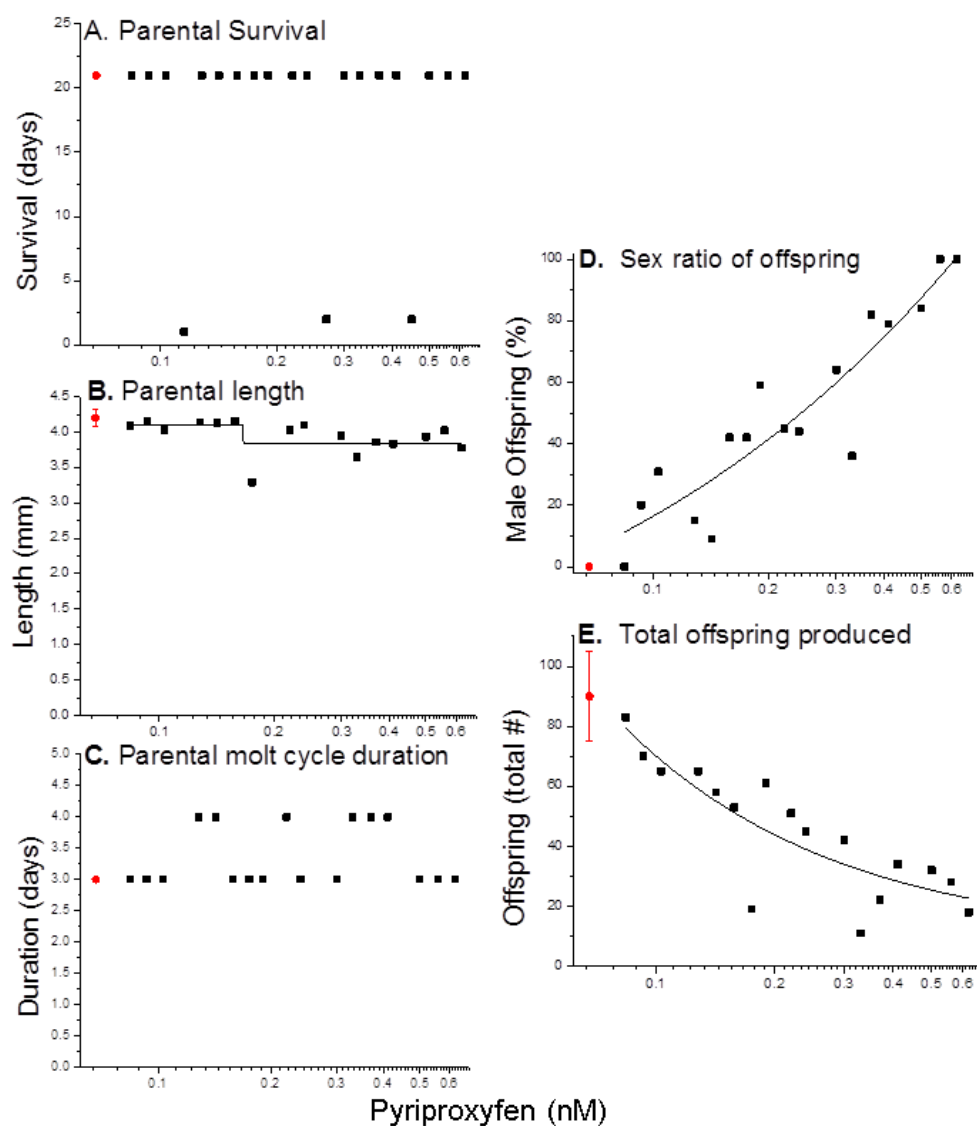 A. Parental Survival
Survival (days)
25
20
15
10
5
0
0.1 0.2 0.3 0.4 0.5 0.6
B. Parental length
Length (mm)
4.5
4.0
3.5
3.0
2.5
2.0
1.5
1.0
0.5
0.0
0.1 0.2 0.3 0.4 0.5 0.6
C. Parental molt cycle duration
Duration (days)
5.0
4.5
4.0
3.5
3.0
2.5
2.0
1.5
1.0
0.5
0.0
0.1 0.2 0.3 0.4 0.5 0.6
D. Sex ratio of offspring
Male Offspring (%)
100
80
60
40
20
0
0.1 0.2 0.3 0.4 0.5 0.6
E. Total offspring produced
Offspring (total #)
100
80
60
40
20
0
0.1 0.2 0.3 0.4 0.5 0.6
Pyriproxyfen (nM)